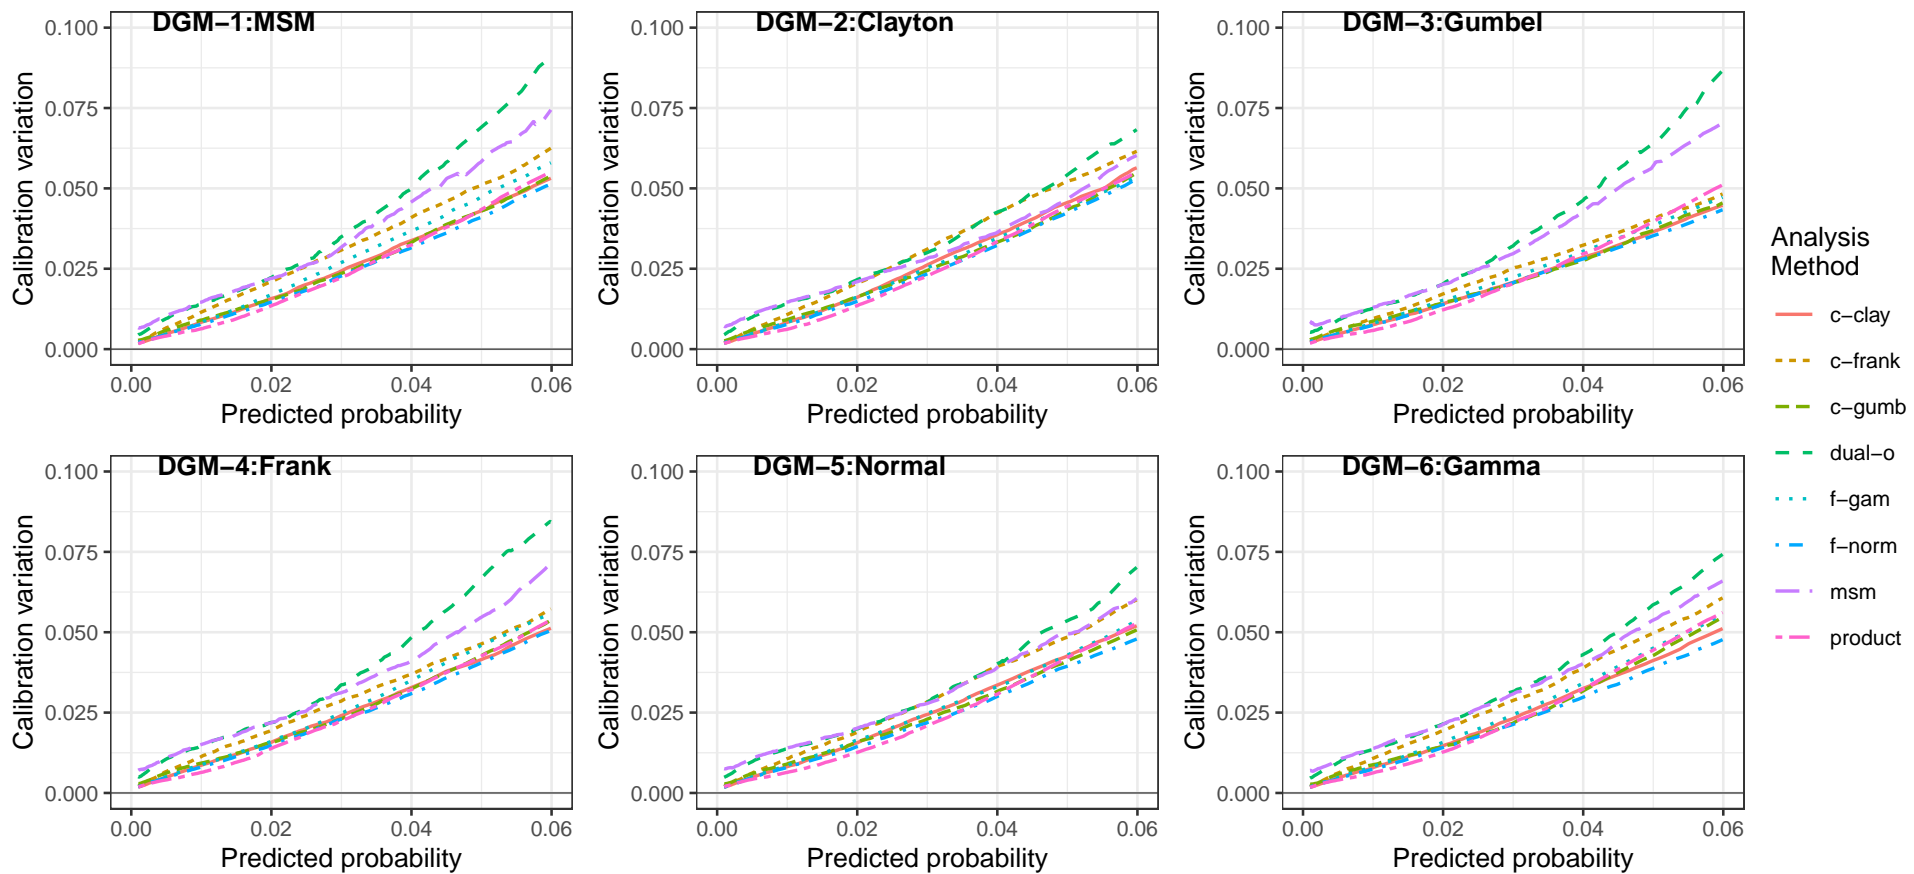 DGM−1:MSM
Calibration variation
0.100
0.075
0.050
0.025
0.000
0.00 0.02 0.04 0.06
Predicted probability
DGM−2:Clayton
Calibration variation
0.100
0.075
0.050
0.025
0.000
0.00 0.02 0.04 0.06
Predicted probability
DGM−3:Gumbel
Calibration variation
0.100
0.075
0.050
0.025
0.000
0.00 0.02 0.04 0.06
Predicted probability
DGM−4:Frank
Calibration variation
0.100
0.075
0.050
0.025
0.000
0.00 0.02 0.04 0.06
Predicted probability
DGM−5:Normal
Calibration variation
0.100
0.075
0.050
0.025
0.000
0.00 0.02 0.04 0.06
Predicted probability
DGM−6:Gamma
Calibration variation
0.100
0.075
0.050
0.025
0.000
0.00 0.02 0.04 0.06
Predicted probability
Analysis
Method
c−clay
c−frank
c−gumb
dual−o
f−gam
f−norm
msm
product